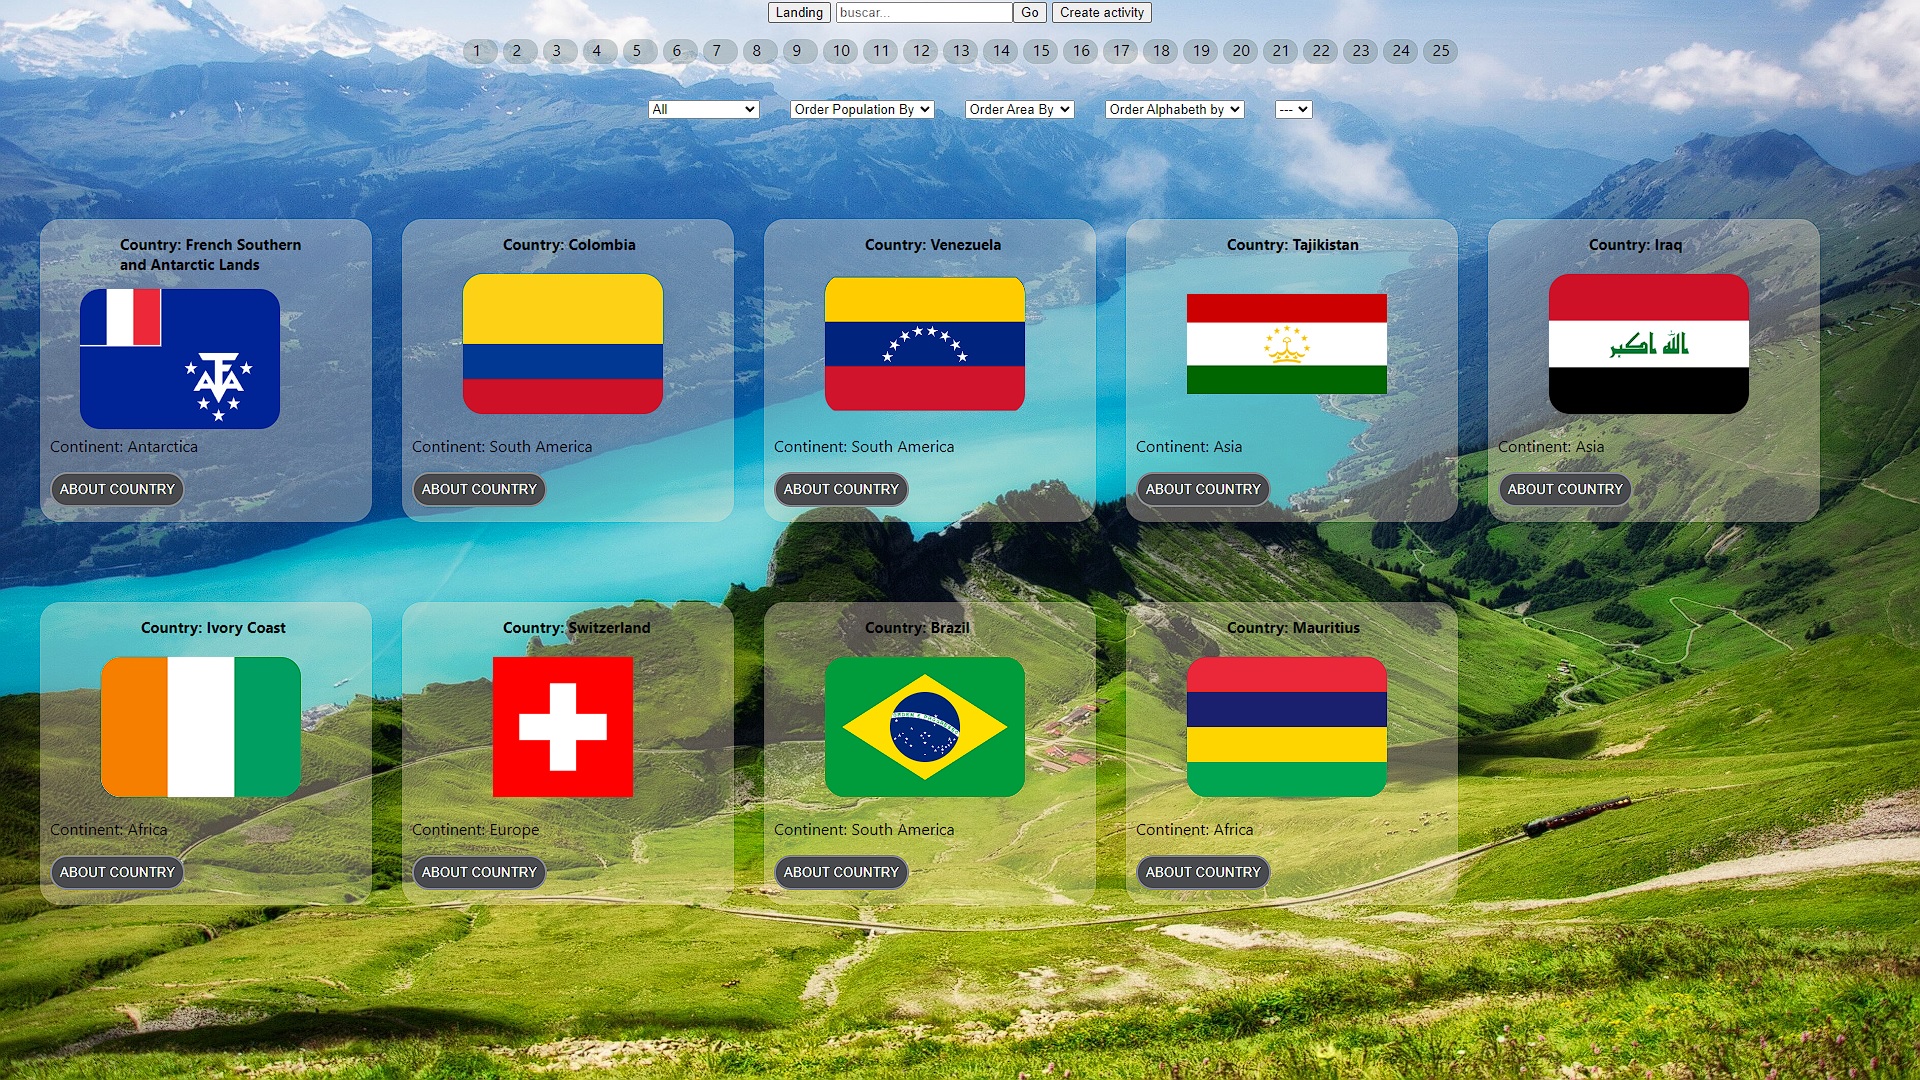 Landing buscar... Go Create activity
1 2 3 4 5 6 7 8 9 10 11 12 13 14 15 16 17 18 19 20 21 22 23 24 25
All Order Population By Order Area By Order Alphabeth by ---
Country: French Southern
and Antarctic Lands
Continent: Antarctica
ABOUT COUNTRY
Country: Colombia
Continent: South America
ABOUT COUNTRY
Country: Venezuela
Continent: South America
ABOUT COUNTRY
Country: Tajikistan
Continent: Asia
ABOUT COUNTRY
Country: Iraq
الله اكبر
Continent: Asia
ABOUT COUNTRY
Country: Ivory Coast
Continent: Africa
ABOUT COUNTRY
Country: Switzerland
Continent: Europe
ABOUT COUNTRY
Country: Brazil
Continent: South America
ABOUT COUNTRY
Country: Mauritius
Continent: Africa
ABOUT COUNTRY